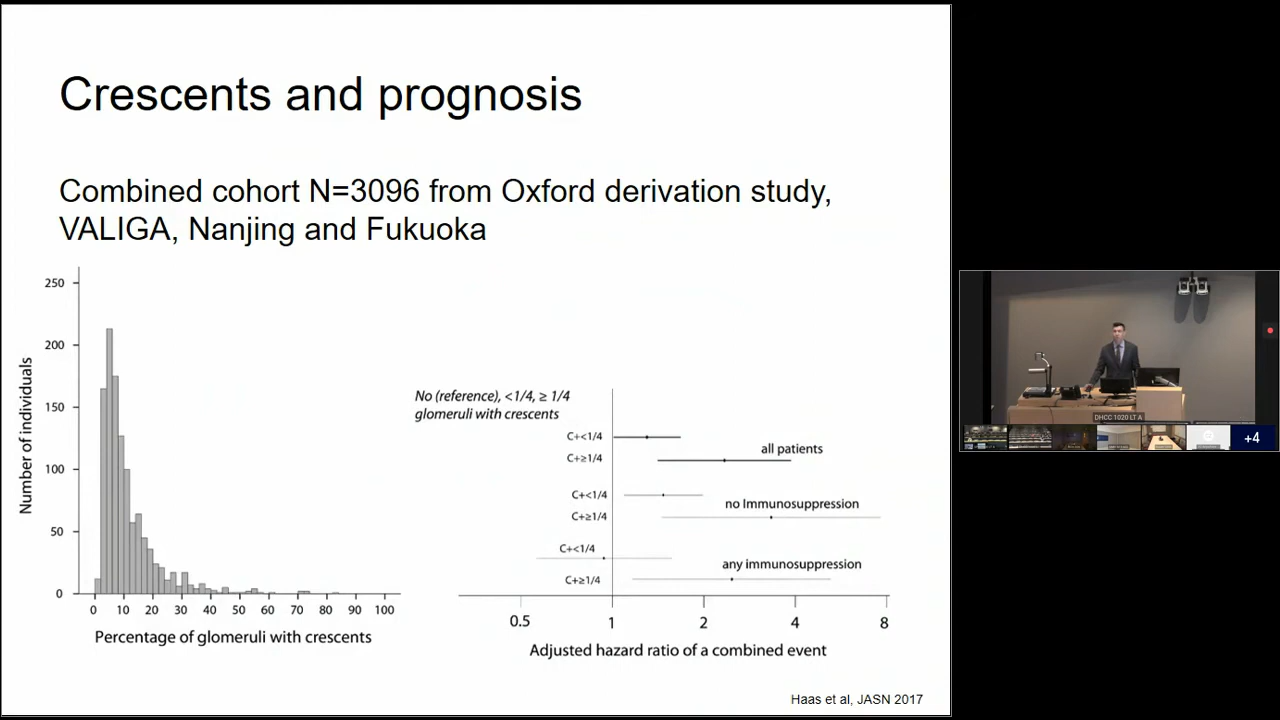 Crescents and prognosis
Combined cohort N=3096 from Oxford derivation study,
VALIGA, Nanjing and Fukuoka
250
200
150
100
50
0
Number of individuals
0 10 20 30 40 50 60 70 80 90 100
Percentage of glomeruli with crescents
No (reference), <1/4, ≥ 1/4
glomeruli with crescents
C+<1/4
C+≥1/4
all patients
C+<1/4
C+≥1/4
no Immunosuppression
C+<1/4
C+≥1/4
any immunosuppression
0.5 1 2 4 8
Adjusted hazard ratio of a combined event
Haas et al, JASN 2017
DHCC 1020 LT A
+4